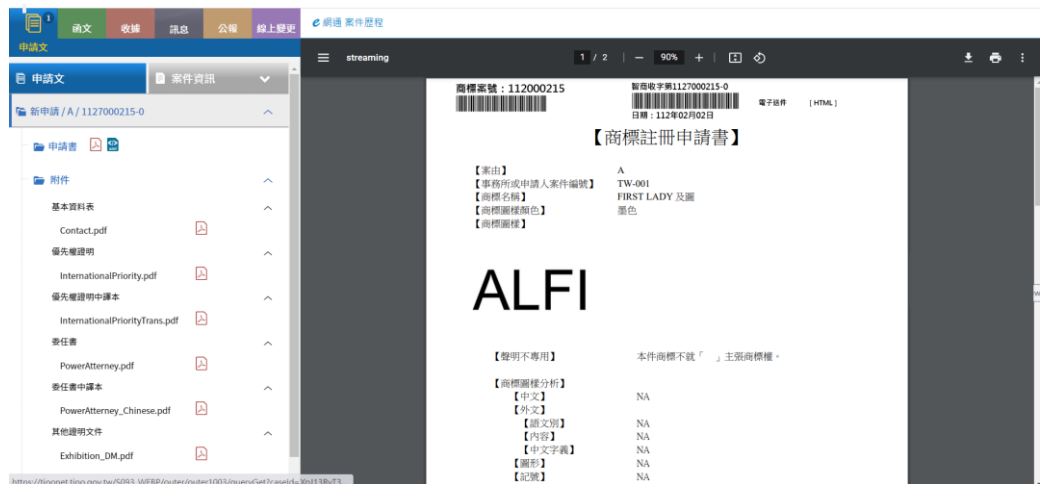 1
函文
收據
訊息
公報
線上變更
申請文
e 網通 案件歷程
申請文
案件資訊
新申請 / A / 1127000215-0
申請書
附件
基本資料表
Contact.pdf
優先權證明
InternationalPriority.pdf
優先權證明中譯本
InternationalPriorityTrans.pdf
委任書
PowerAtterney.pdf
委任書中譯本
PowerAtterney_Chinese.pdf
其他證明文件
Exhibition_DM.pdf
streaming
1 / 2
90%
商標案號：112000215
智商收字第1127000215-0
日期：112年02月02日
電子送件 [ HTML ]
【商標註冊申請書】
【案由】 A
【事務所或申請人案件編號】 TW-001
【商標名稱】 FIRST LADY 及圖
【商標圖樣顏色】 墨色
【商標圖樣】
ALFI
【聲明不專用】 本件商標不就「 」主張商標權。
【商標圖樣分析】
【中文】 NA
【外文】
【語文別】 NA
【內容】 NA
【中文字義】 NA
【圖形】 NA
【記號】 NA